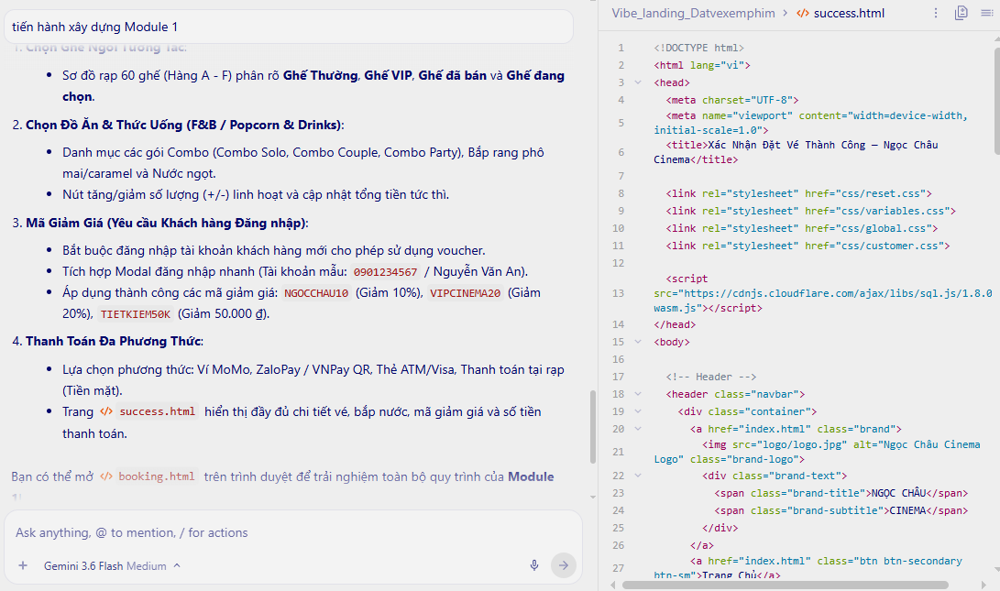 tiến hành xây dựng Module 1
1. Chọn Ghế Ngồi Tương Tác:
Sơ đồ rạp 60 ghế (Hàng A - F) phân rõ Ghế Thường, Ghế VIP, Ghế đã bán và Ghế đang
chọn.
2. Chọn Đồ Ăn & Thức Uống (F&B / Popcorn & Drinks):
Danh mục các gói Combo (Combo Solo, Combo Couple, Combo Party), Bắp rang phô
mai/caramel và Nước ngọt.
Nút tăng/giảm số lượng (+/-) linh hoạt và cập nhật tổng tiền tức thì.
3. Mã Giảm Giá (Yêu cầu Khách hàng Đăng nhập):
Bắt buộc đăng nhập tài khoản khách hàng mới cho phép sử dụng voucher.
Tích hợp Modal đăng nhập nhanh (Tài khoản mẫu: 0901234567 / Nguyễn Văn An).
Áp dụng thành công các mã giảm giá: NGOCCHAU10 (Giảm 10%), VIPCINEMA20 (Giảm
20%), TIETKIEM50K (Giảm 50.000 ₫).
4. Thanh Toán Đa Phương Thức:
Lựa chọn phương thức: Ví MoMo, ZaloPay / VNPay QR, Thẻ ATM/Visa, Thanh toán tại rạp
(Tiền mặt).
Trang </> success.html hiển thị đầy đủ chi tiết vé, bắp nước, mã giảm giá và số tiền
thanh toán.
Bạn có thể mở </> booking.html trên trình duyệt để trải nghiệm toàn bộ quy trình của Module
1!
Ask anything, @ to mention, / for actions
+ Gemini 3.6 Flash Medium
Vibe_landing_Datvexemphim > </> success.html
1 <!DOCTYPE html>
2 <html lang="vi">
3 <head>
4 <meta charset="UTF-8">
5 <meta name="viewport" content="width=device-width,
initial-scale=1.0">
6 <title>Xác Nhận Đặt Vé Thành Công — Ngọc Châu
Cinema</title>
7
8 <link rel="stylesheet" href="css/reset.css">
9 <link rel="stylesheet" href="css/variables.css">
10 <link rel="stylesheet" href="css/global.css">
11 <link rel="stylesheet" href="css/customer.css">
12
13 <script
src="https://cdnjs.cloudflare.com/ajax/libs/sql.js/1.8.0
wasm.js"></script>
14 </head>
15 <body>
16
17 <!-- Header -->
18 <header class="navbar">
19 <div class="container">
20 <a href="index.html" class="brand">
21 <img src="logo/logo.jpg" alt="Ngọc Châu Cinema
Logo" class="brand-logo">
22 <div class="brand-text">
23 <span class="brand-title">NGỌC CHÂU</span>
24 <span class="brand-subtitle">CINEMA</span>
25 </div>
26 </a>
27 <a href="index.html" class="btn btn-secondary
btn-sm">Trang Chủ</a>